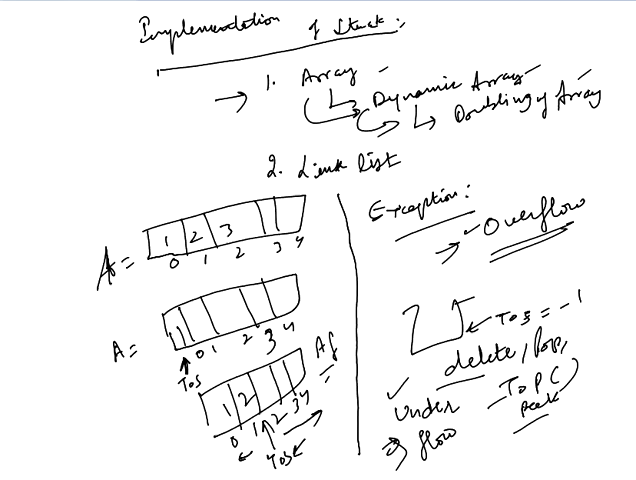 Implementation of Stack:
→ 1. Array
↳ Dynamic Array
↳ Doubling of Array
2. Link List
A = 1 2 3
0 1 2 3 4
A =
0 1 2 3 4
Tos
A
1 2
0 1 2 3 4
Tos
Exception:
→ ✓ Overflow
← Tos = -1
delete, Pop,
Top (
Peek
✓ Under
flow